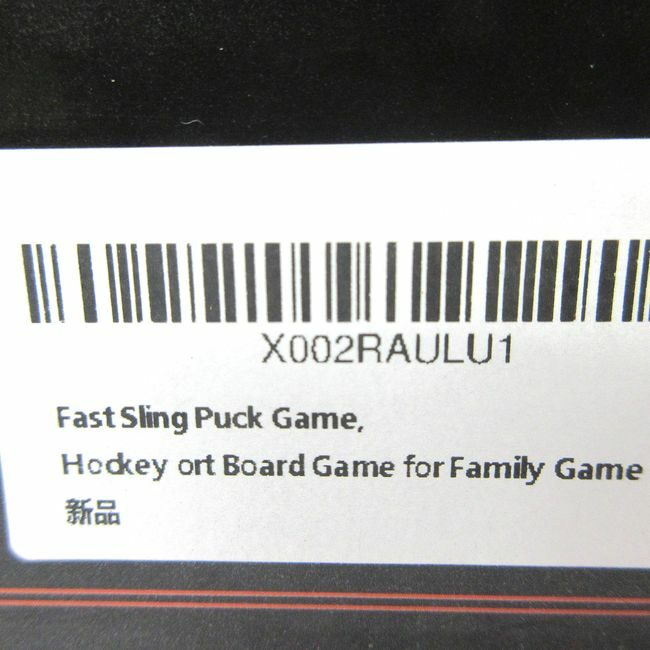 X002RAULU1
Fast Sling Puck Game,
Hockey ort Board Game for Family Game
新品